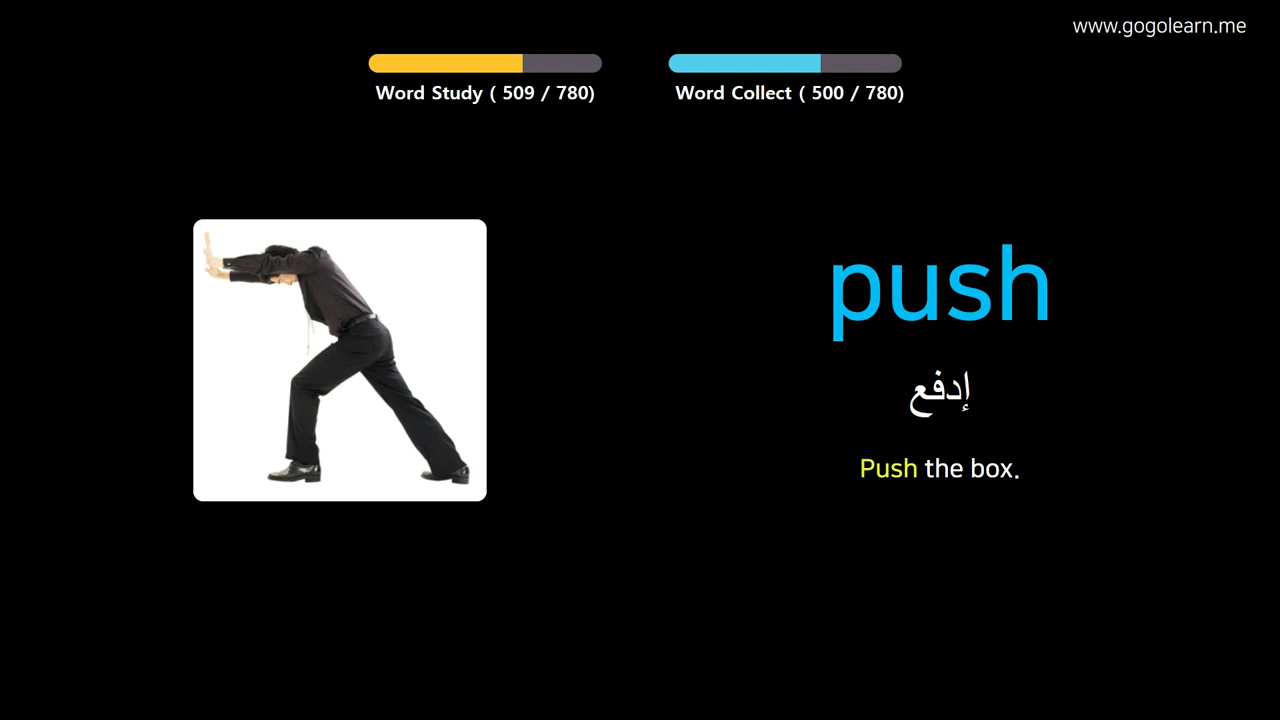 www.gogolearn.me
Word Study ( 509 / 780)
Word Collect ( 500 / 780)
push
إدفع
Push the box.